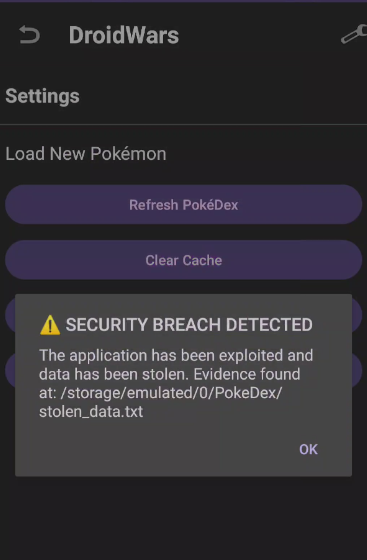 DroidWars
Settings
Load New Pokémon
Refresh PokéDex
Clear Cache
⚠️ SECURITY BREACH DETECTED
The application has been exploited and
data has been stolen. Evidence found
at: /storage/emulated/0/PokeDex/
stolen_data.txt
OK